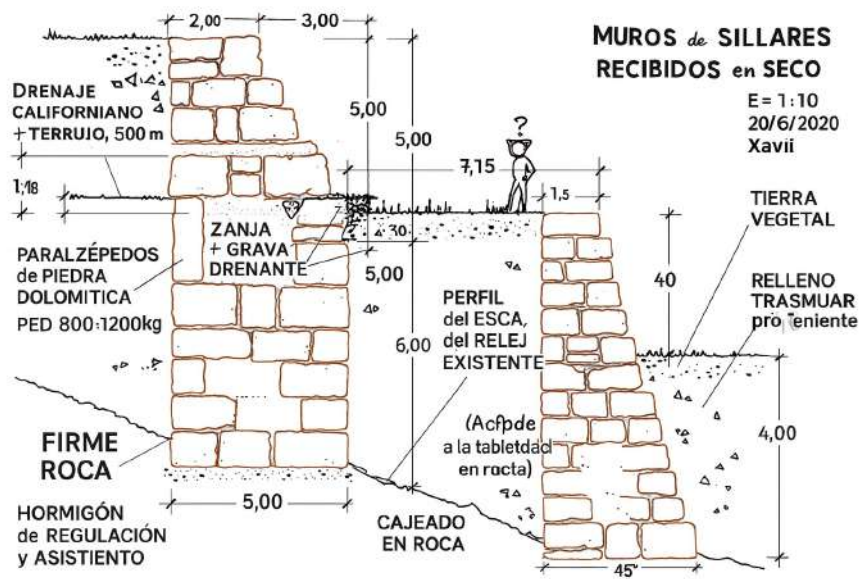 MUROS de SILLARES
RECIBIDOS en SECO
E = 1:10
20/6/2020
Xavii
2,00
3,00
DRENAJE
CALIFORNIANO
+ TERRUJO, 500 m
5,00
5,00
?
7,15
1,5
1,18
ZANJA
+ GRAVA
DRENANTE
30
5,00
TIERRA
VEGETAL
40
PARALZÉPEDOS
de PIEDRA
DOLOMITICA
PED 800:1200kg
PERFIL
del ESCA,
del RELEJ
EXISTENTE
6,00
RELLENO
TRASMUAR
FIRME
ROCA
(Acfpde
a la tabletdad
en rocta)
4,00
5,00
HORMIGÓN
de REGULACIÓN
y ASISTIENTO
CAJEADO
EN ROCA
45°